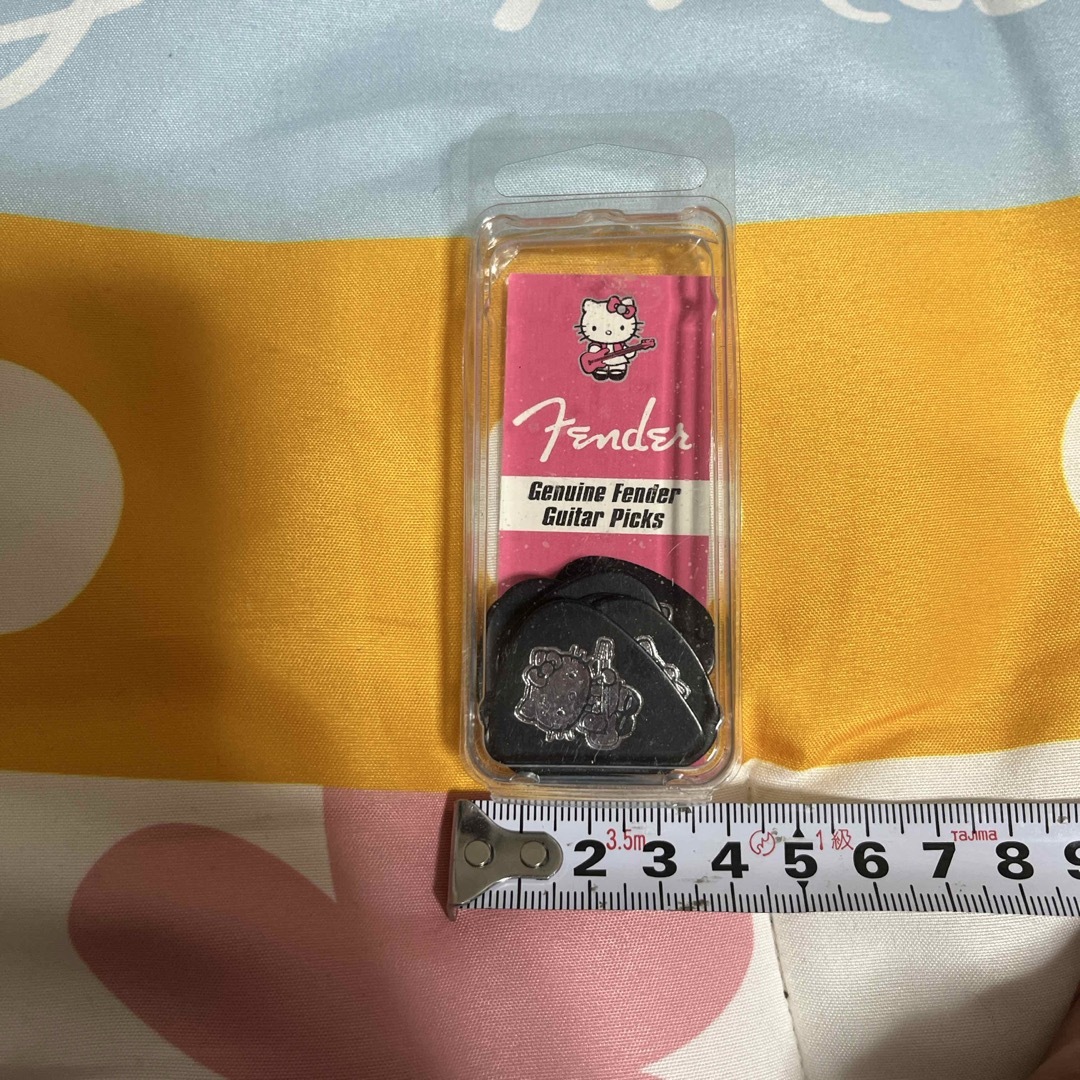 Fender
Genuine Fender
Guitar Picks
3.5m 1級 Tajima
2 3 4 5 6 7 8 9